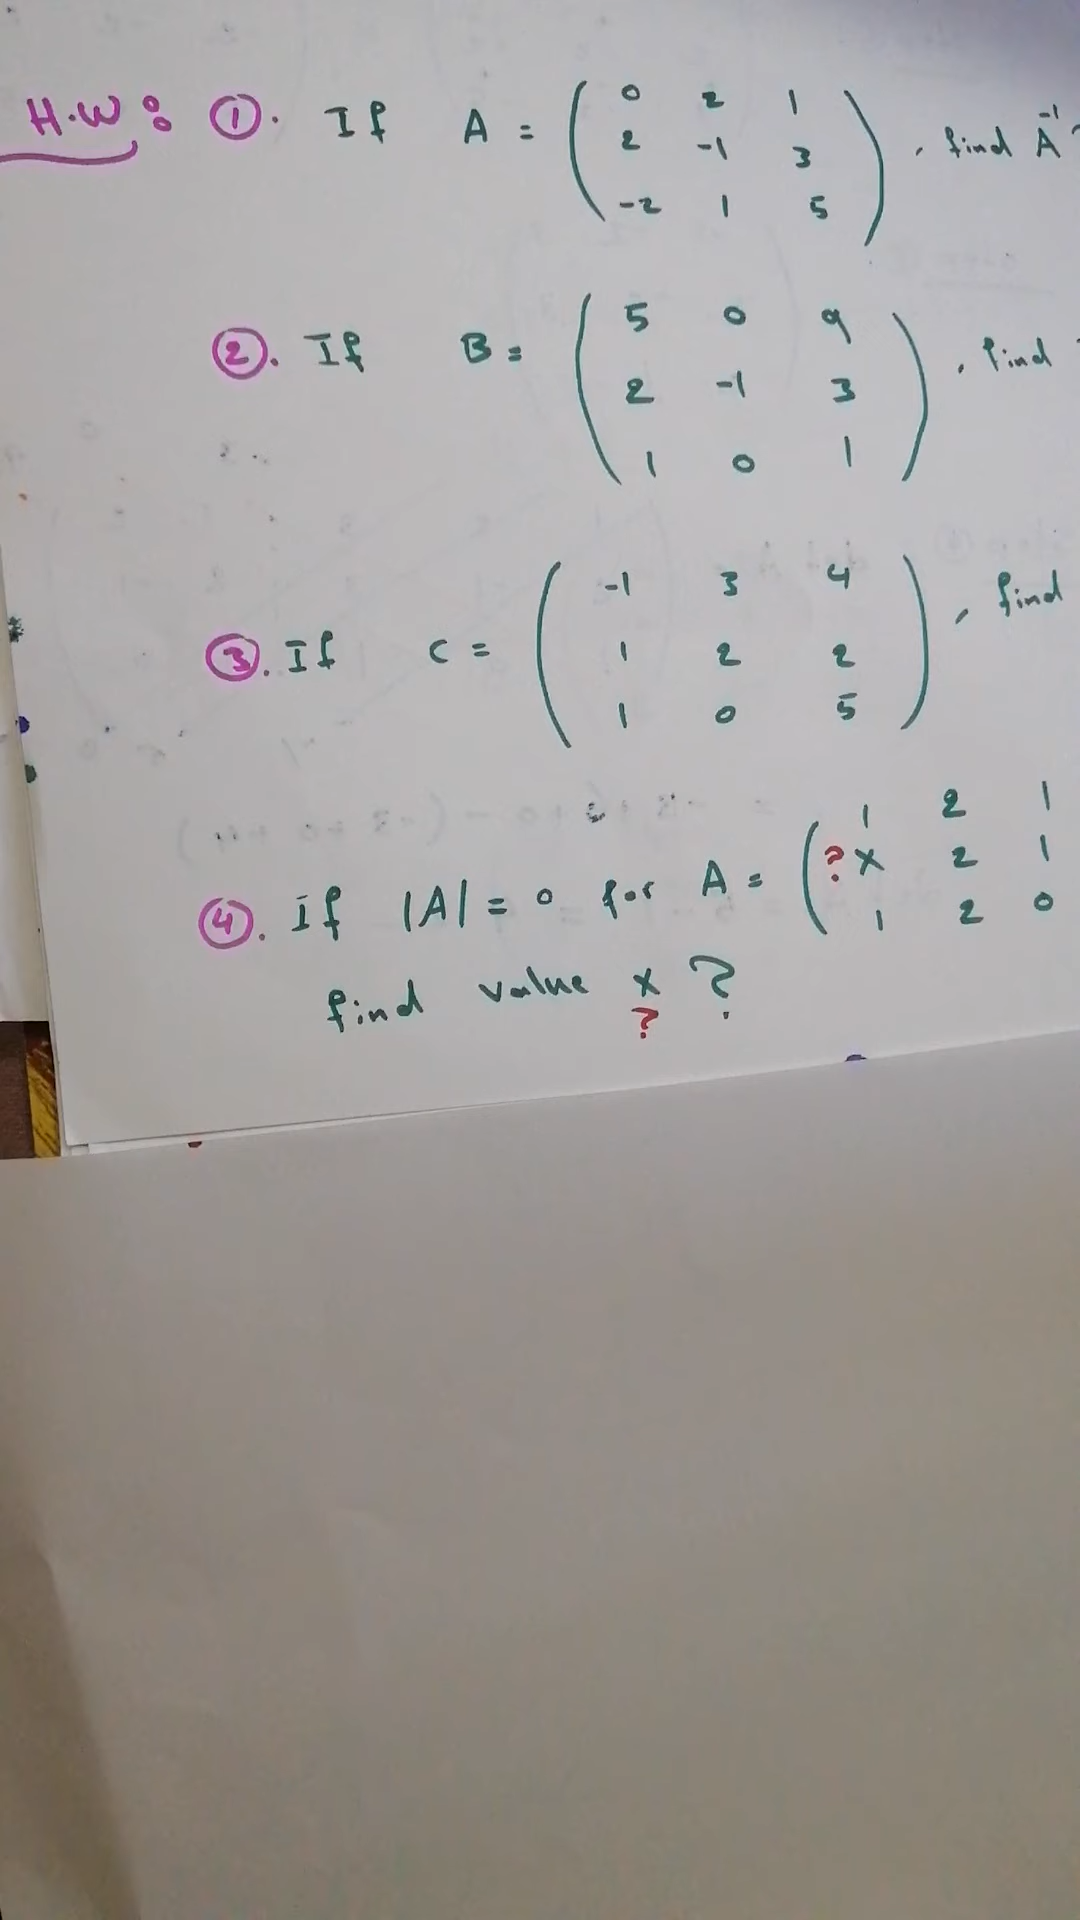 H.W: ①. If A = ( 0 2 1
2 -1 3 , find A⁻¹
-2 1 5 )
②. If B = ( 5 0 9
2 -1 3 , find
1 0 1 )
③. If C = ( -1 3 4 , find
1 2 2
1 0 5 )
④. If |A| = 0 for A = ( 1 2 1
? x 2 1
1 2 0
find value x ?
?